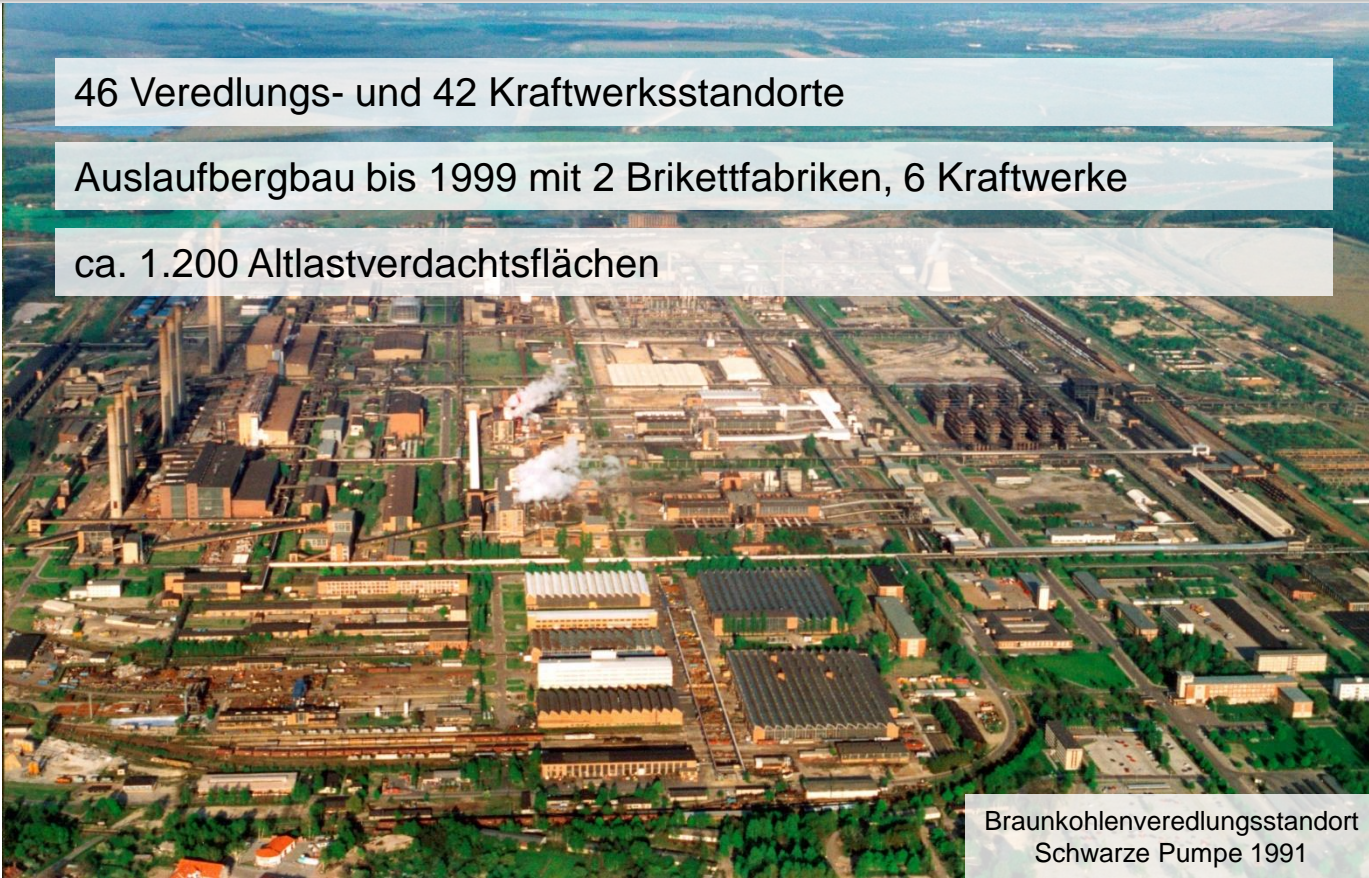 46 Veredlungs- und 42 Kraftwerksstandorte
Auslaufbergbau bis 1999 mit 2 Brikettfabriken, 6 Kraftwerke
ca. 1.200 Altlastverdachtsflächen
Braunkohlenveredlungsstandort
Schwarze Pumpe 1991